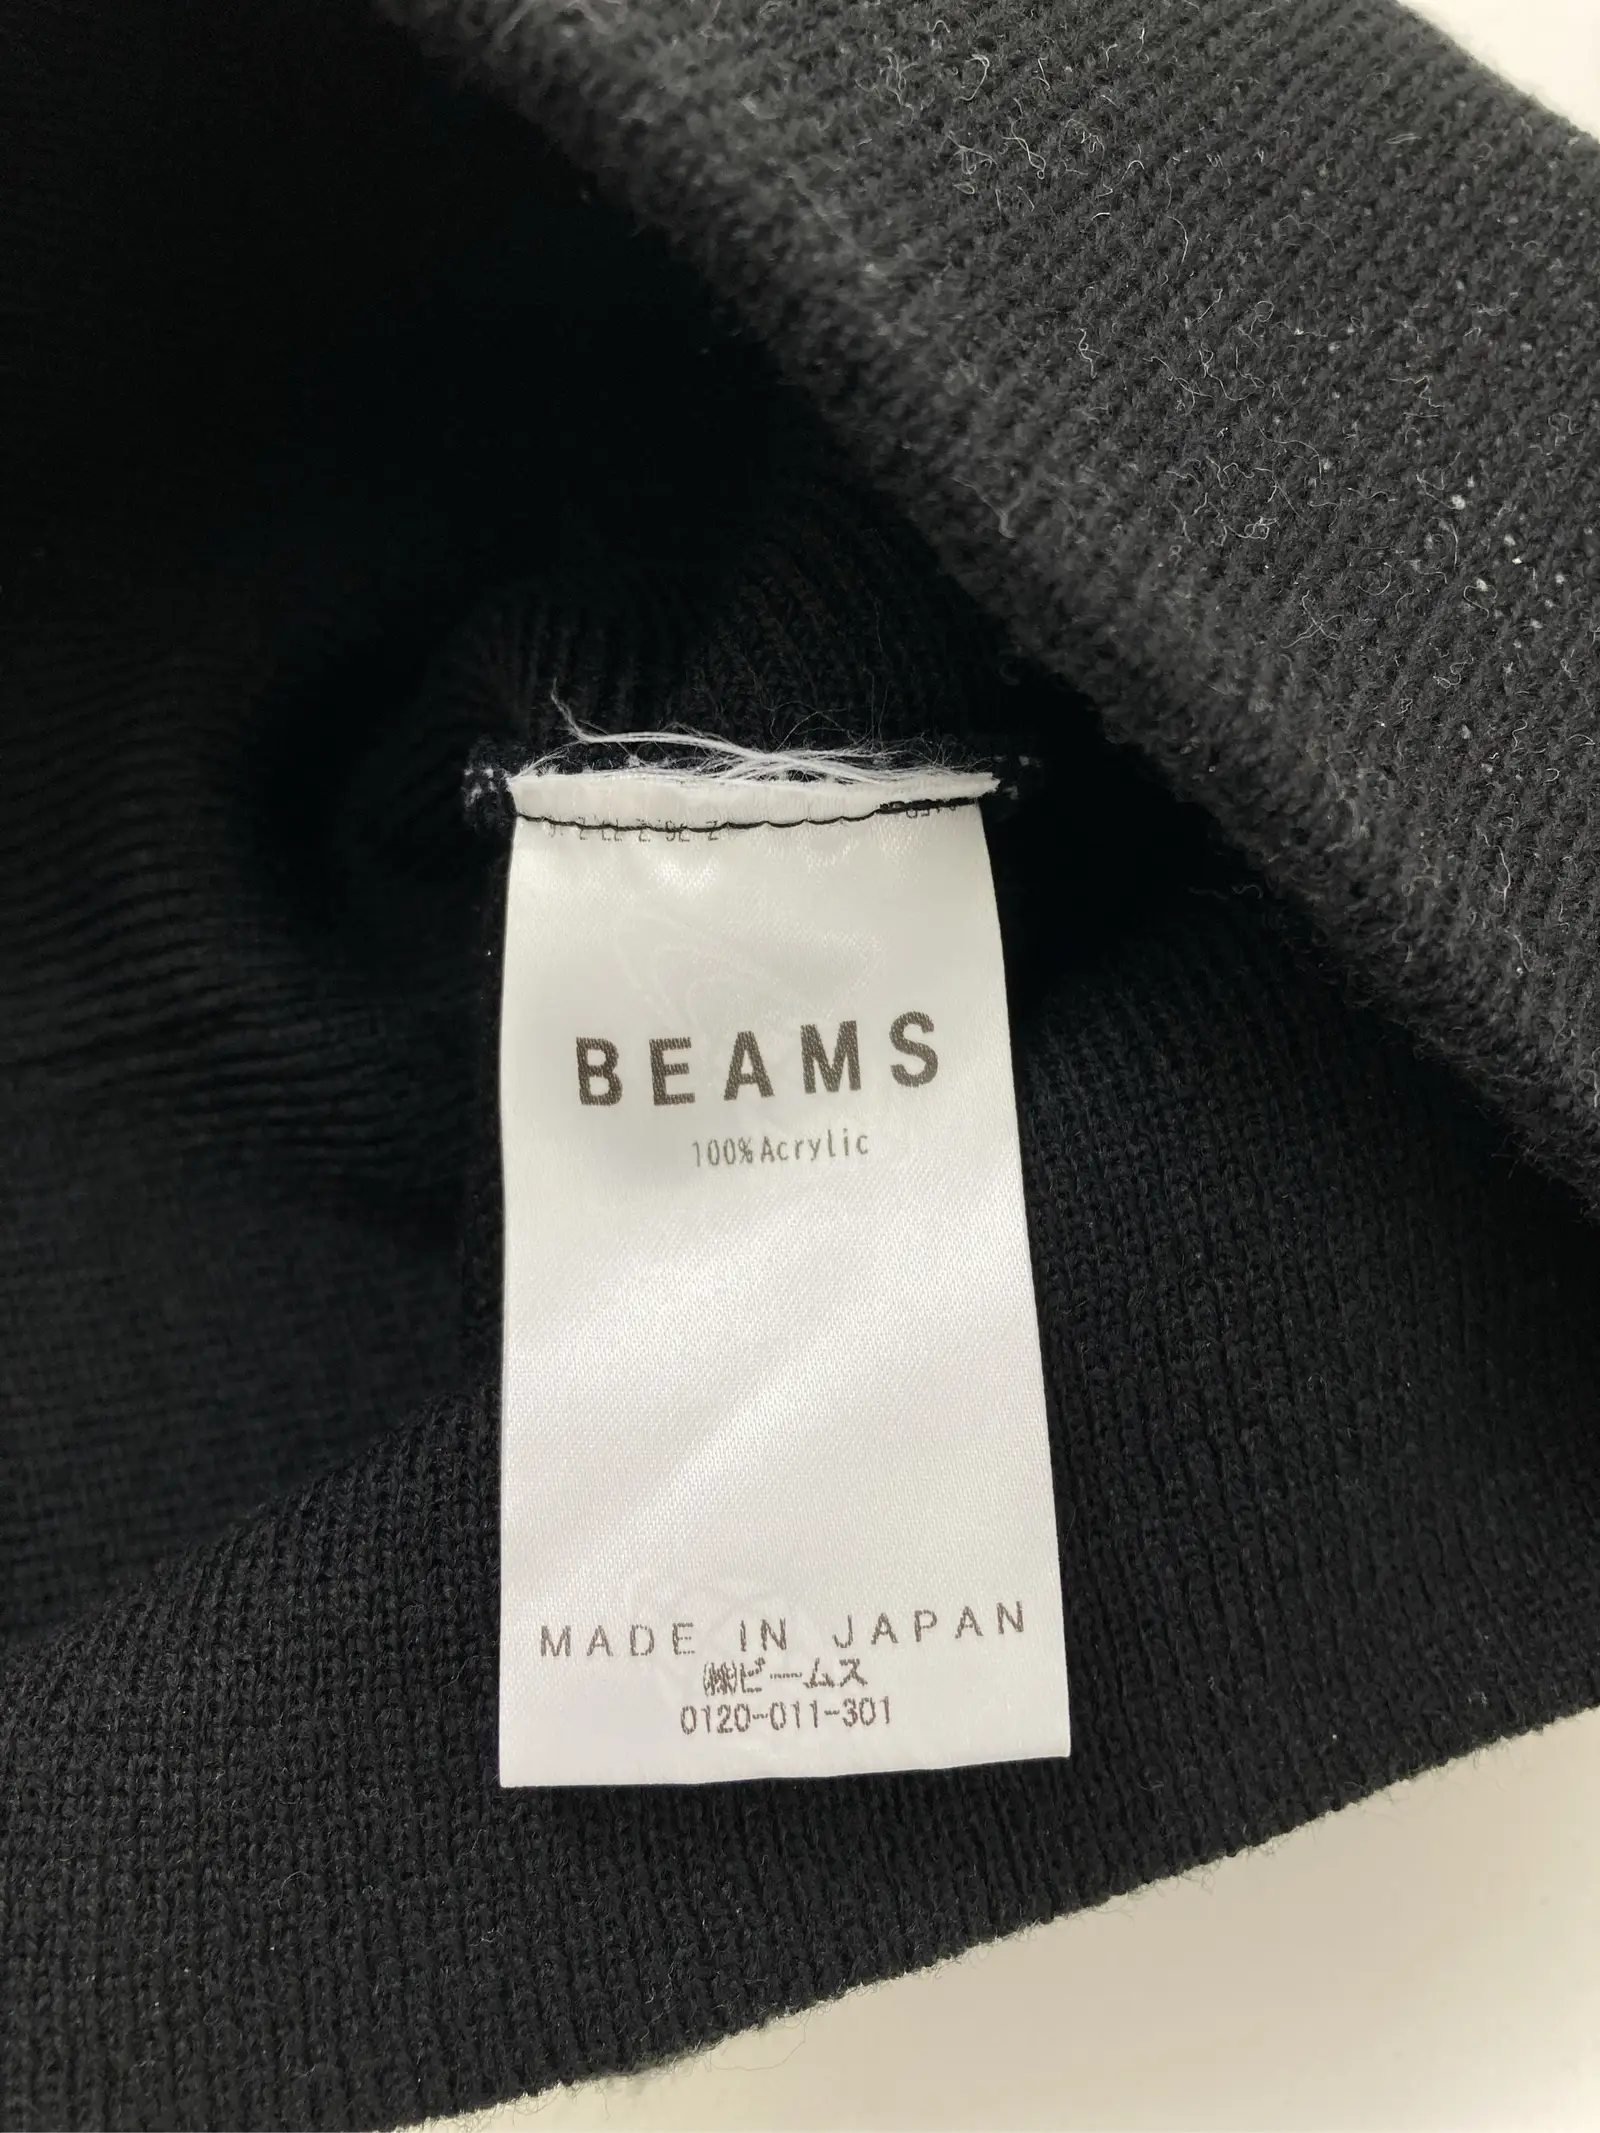 BEAMS
100%Acrylic
MADE IN JAPAN
㈱ビームス
0120-011-301